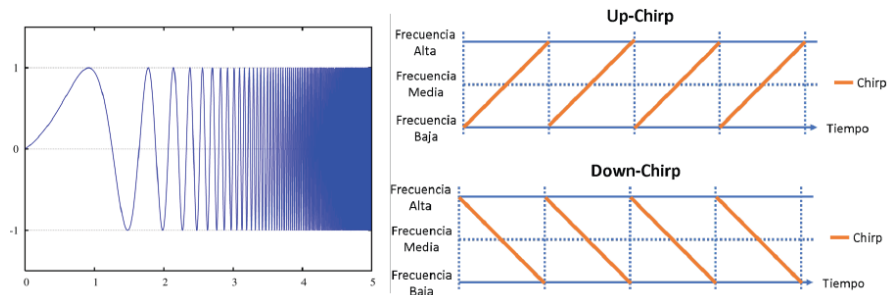 1
0
-1
0 1 2 3 4 5
Up-Chirp
Frecuencia
Alta
Frecuencia
Media
Frecuencia
Baja
Chirp
Tiempo
Down-Chirp
Frecuencia
Alta
Frecuencia
Media
Frecuencia
Baja
Chirp
Tiempo